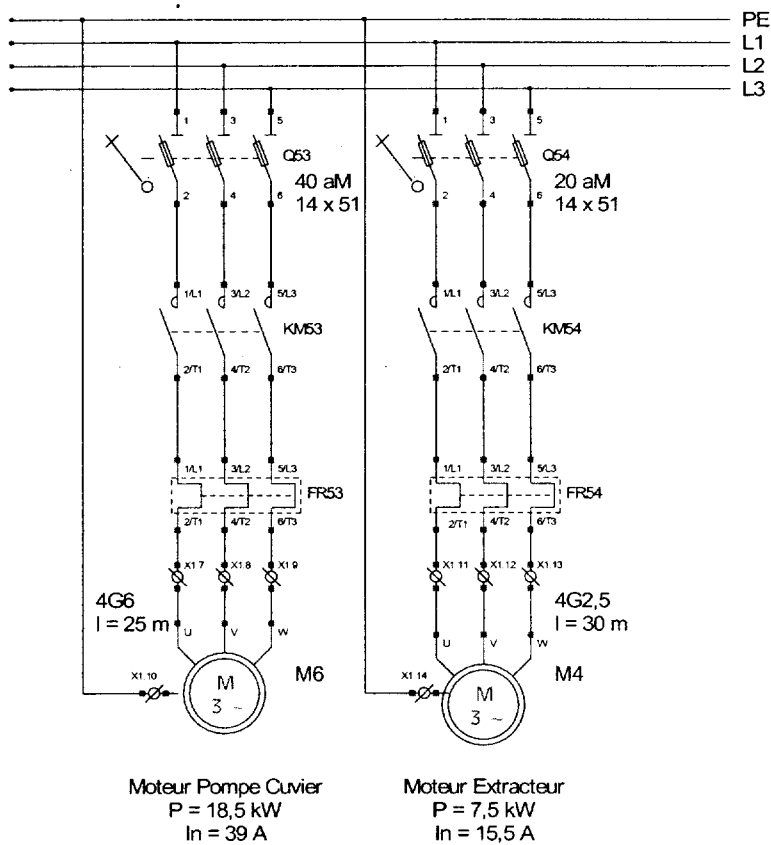 PE
L1
L2
L3
1 3 5
Q53
40 aM
14 x 51
2 4 6
1 3 5
Q54
20 aM
14 x 51
2 4 6
1/L1 3/L2 5/L3
KM53
2/T1 4/T2 6/T3
1/L1 3/L2 5/L3
KM54
2/T1 4/T2 6/T3
1/L1 3/L2 5/L3
FR53
2/T1 4/T2 6/T3
1/L1 3/L2 5/L3
FR54
2/T1 4/T2 6/T3
X1.7 X1.8 X1.9
X1.11 X1.12 X1.13
4G6
l = 25 m
U V W
4G2,5
l = 30 m
U V W
X1.10
M
3 ~
M6
X1.14
M
3 ~
M4
Moteur Pompe Cuvier
P = 18,5 kW
In = 39 A
Moteur Extracteur
P = 7,5 kW
In = 15,5 A